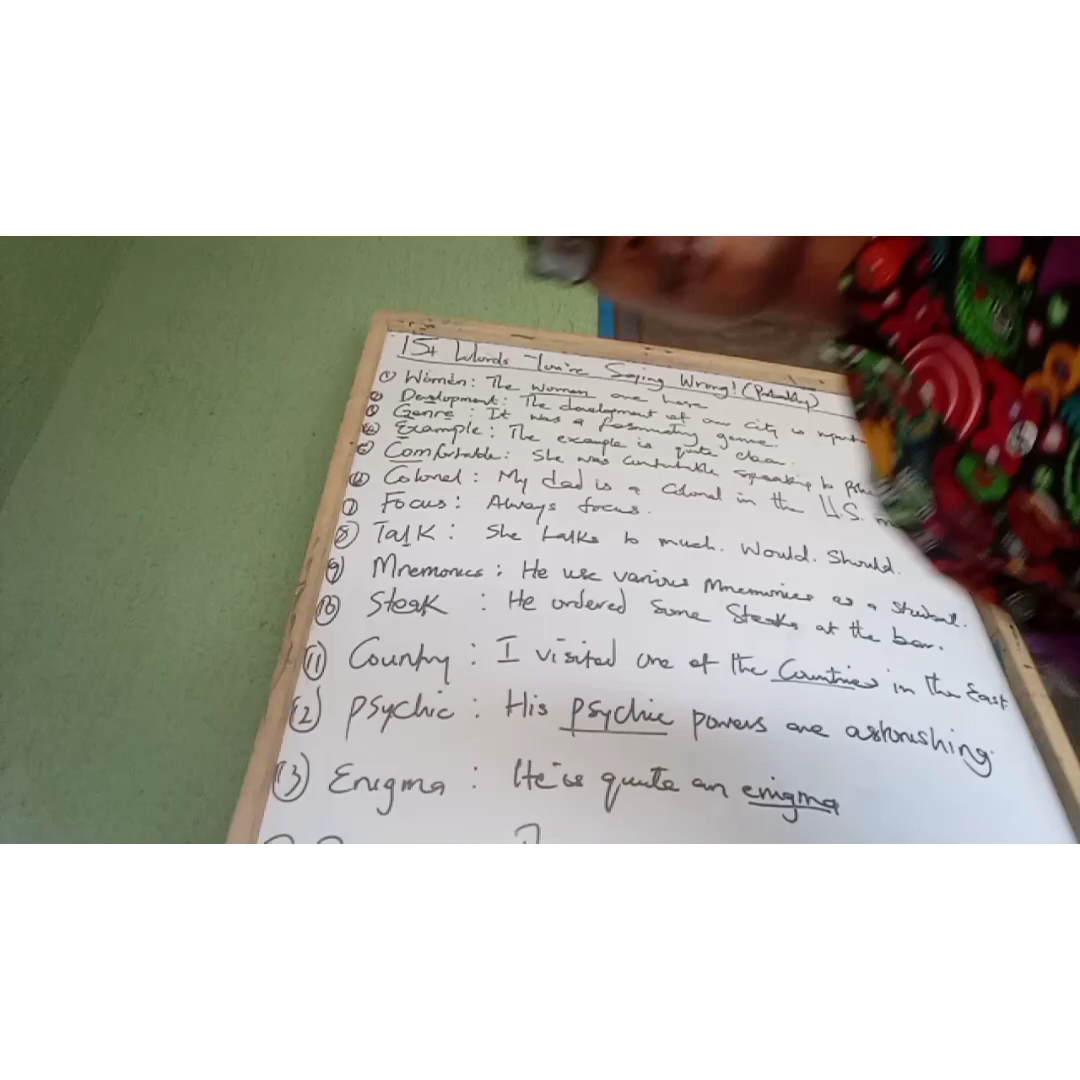 15+ Words You're Saying Wrong! (Probably)
① Women: The women are here
② Development: The development of our city is
③ Genre: It was a genre.
④ Example: The example is quite clear.
⑤ Comfortable: She was comfortable speaking to
⑥ Colonel: My dad is a Colonel in the U.S.
⑦ Focus: Always focus.
⑧ Talk: She talks to much. Would. Should.
⑨ Mnemonics: He use various Mnemonics as a student.
⑩ Steak: He ordered some Steaks at the bar.
⑪ Country: I visited one of the Countries in the East
⑫ Psychic: His psychic powers are astonishing.
⑬ Enigma: He is quite an enigma